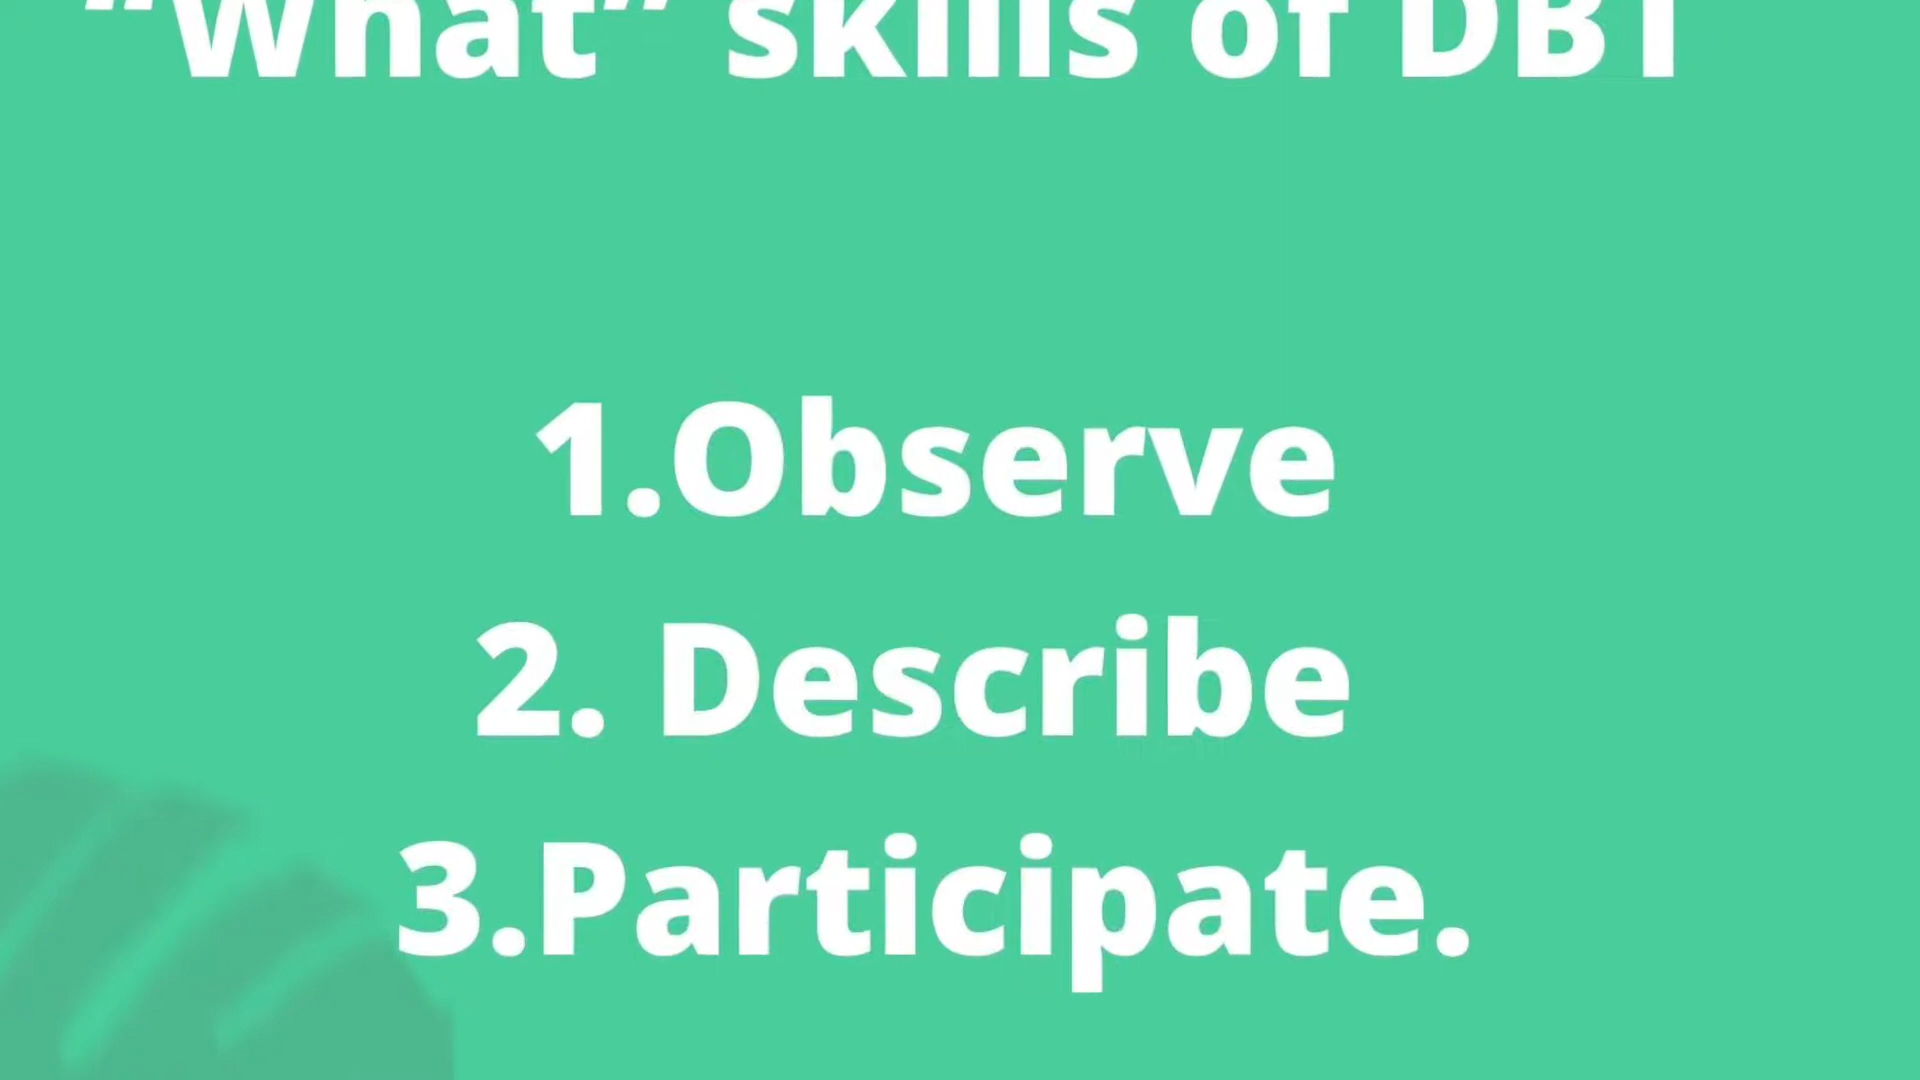 "What" skills of DBT
1.Observe
2. Describe
3.Participate.